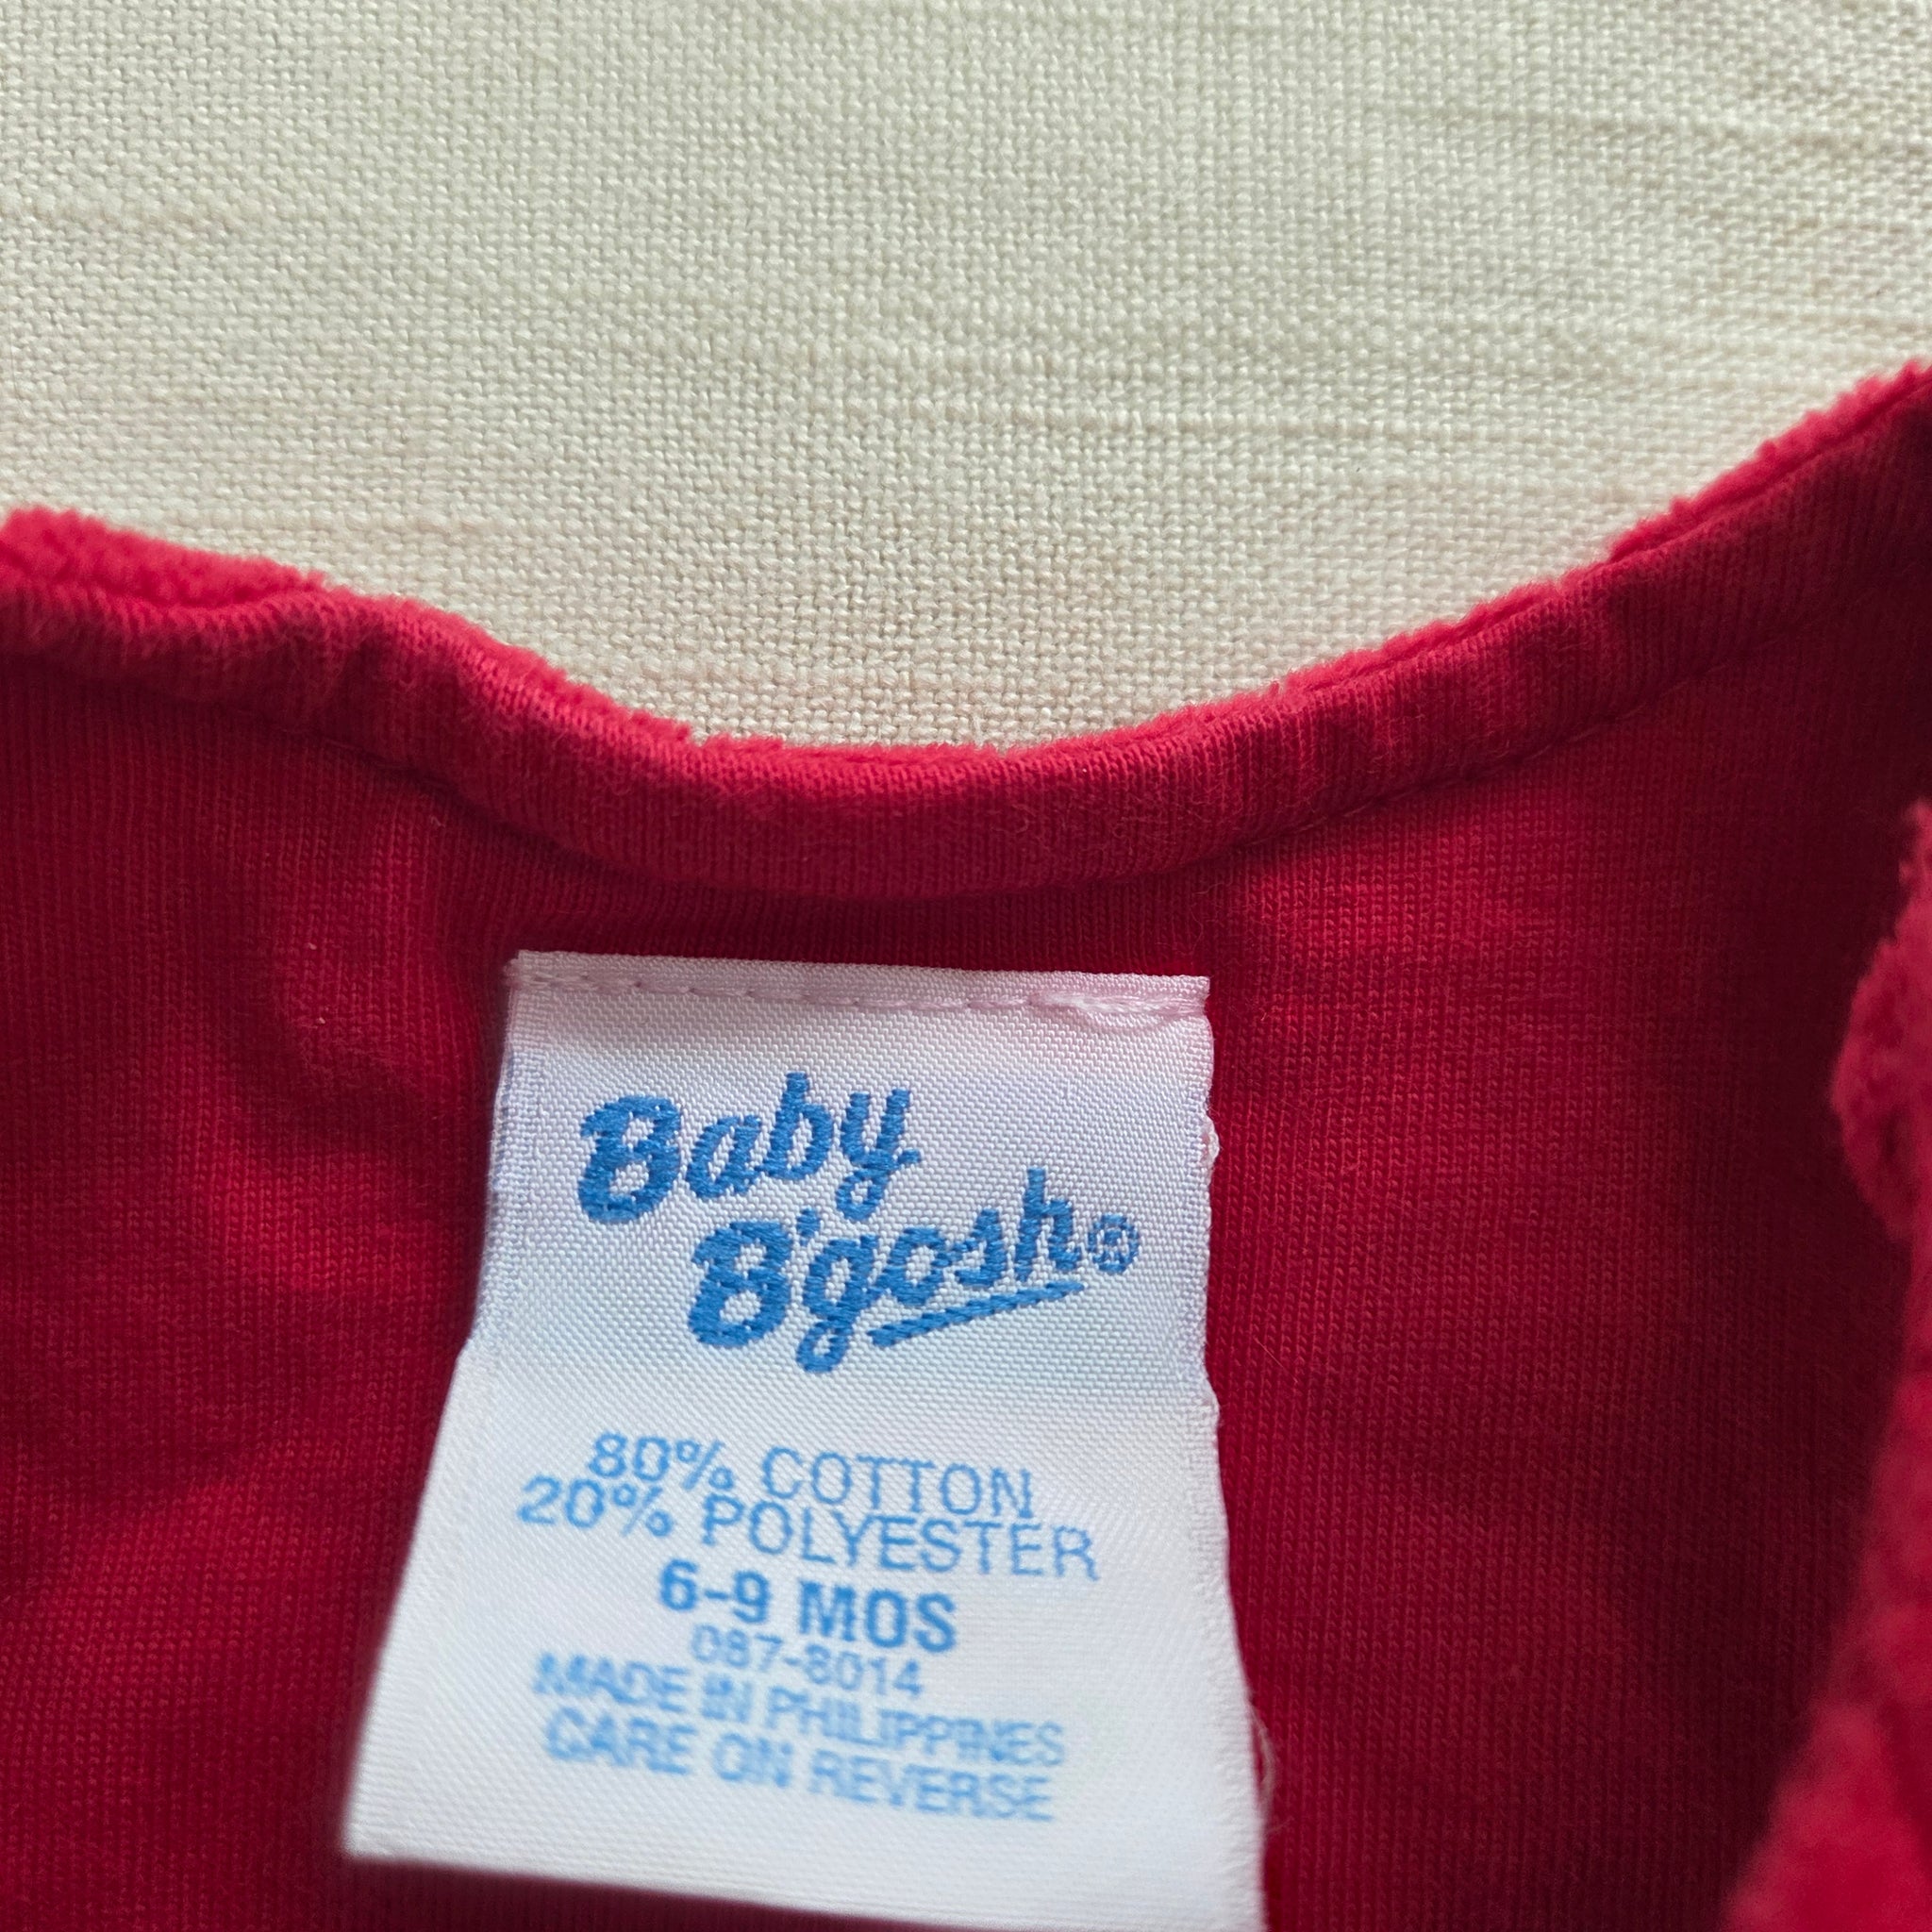 Baby
B'gosh®
80% COTTON
20% POLYESTER
6-9 MOS
087-8014
MADE IN PHILIPPINES
CARE ON REVERSE